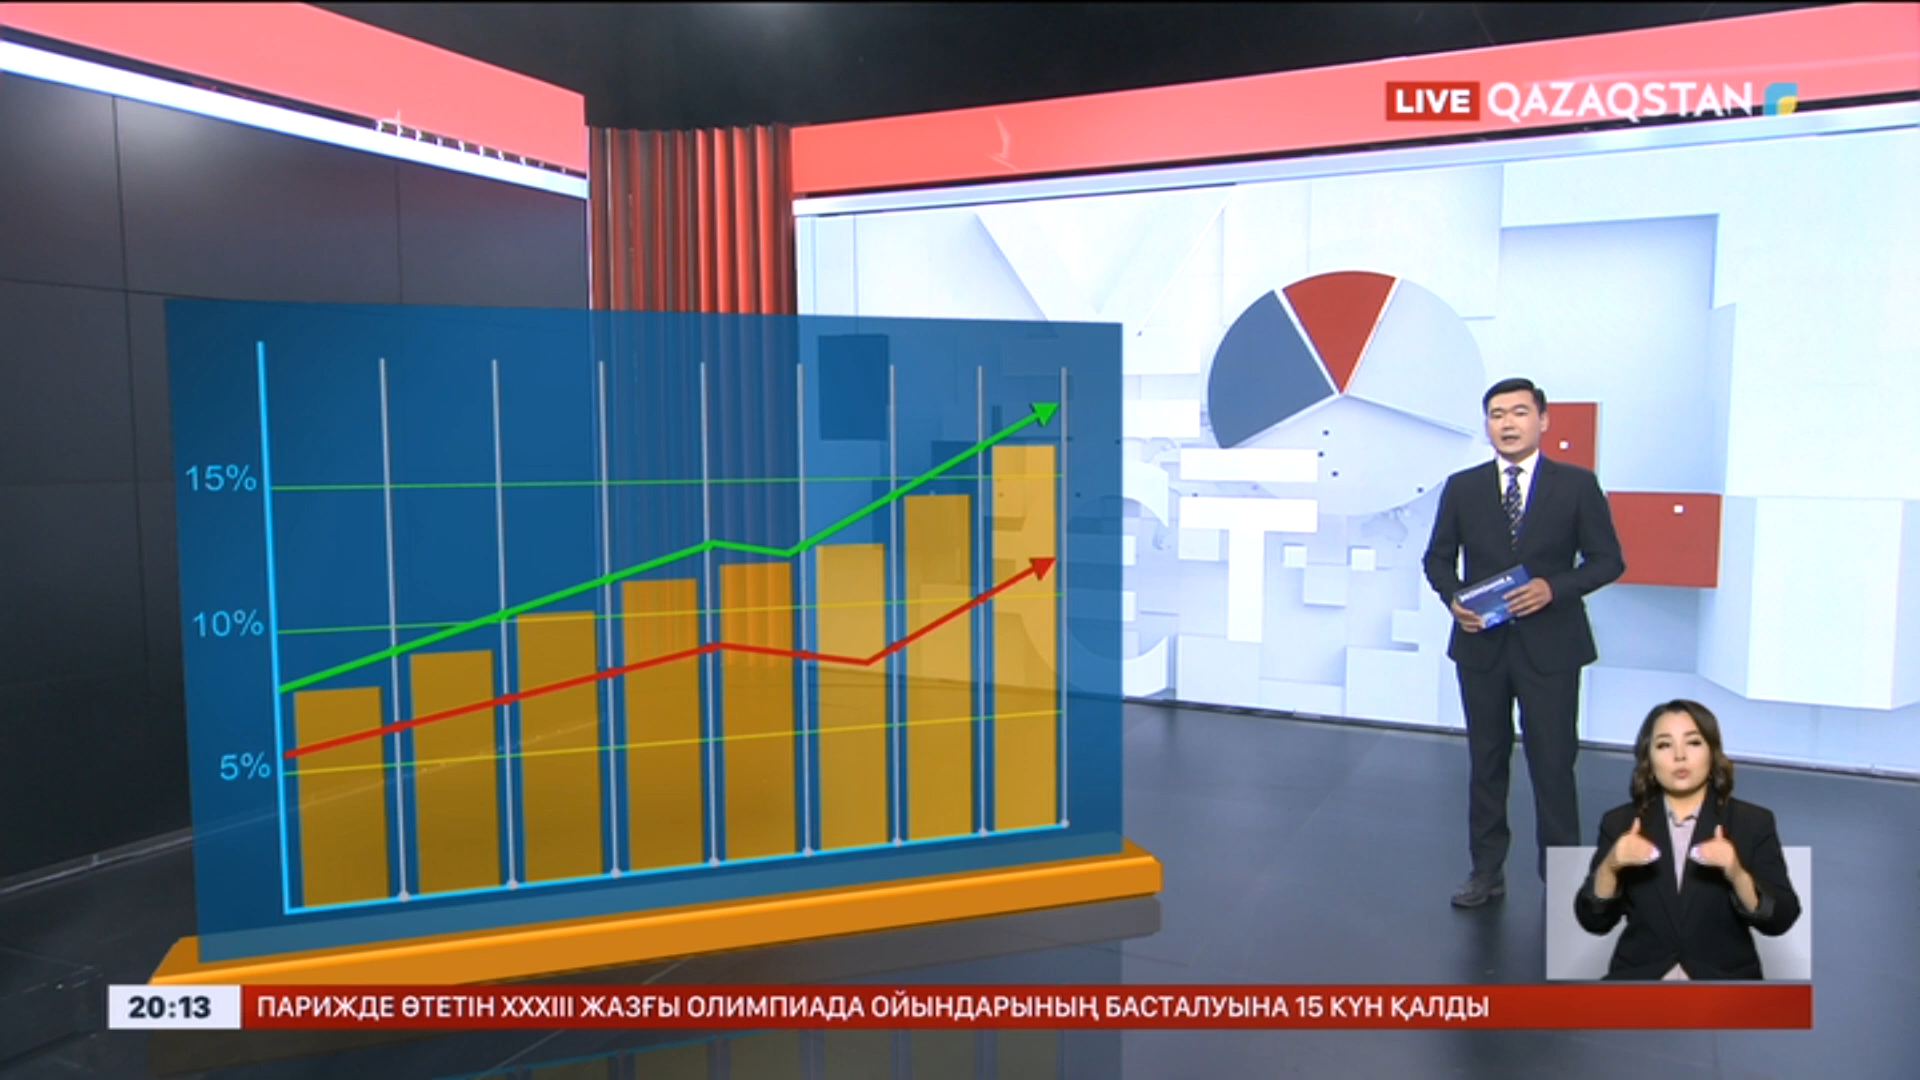 LIVE QAZAQSTAN
15%
10%
5%
20:13 ПАРИЖДЕ ӨТЕТІН XXXIII ЖАЗҒЫ ОЛИМПИАДА ОЙЫНДАРЫНЫҢ БАСТАЛУЫНА 15 КҮН ҚАЛДЫ